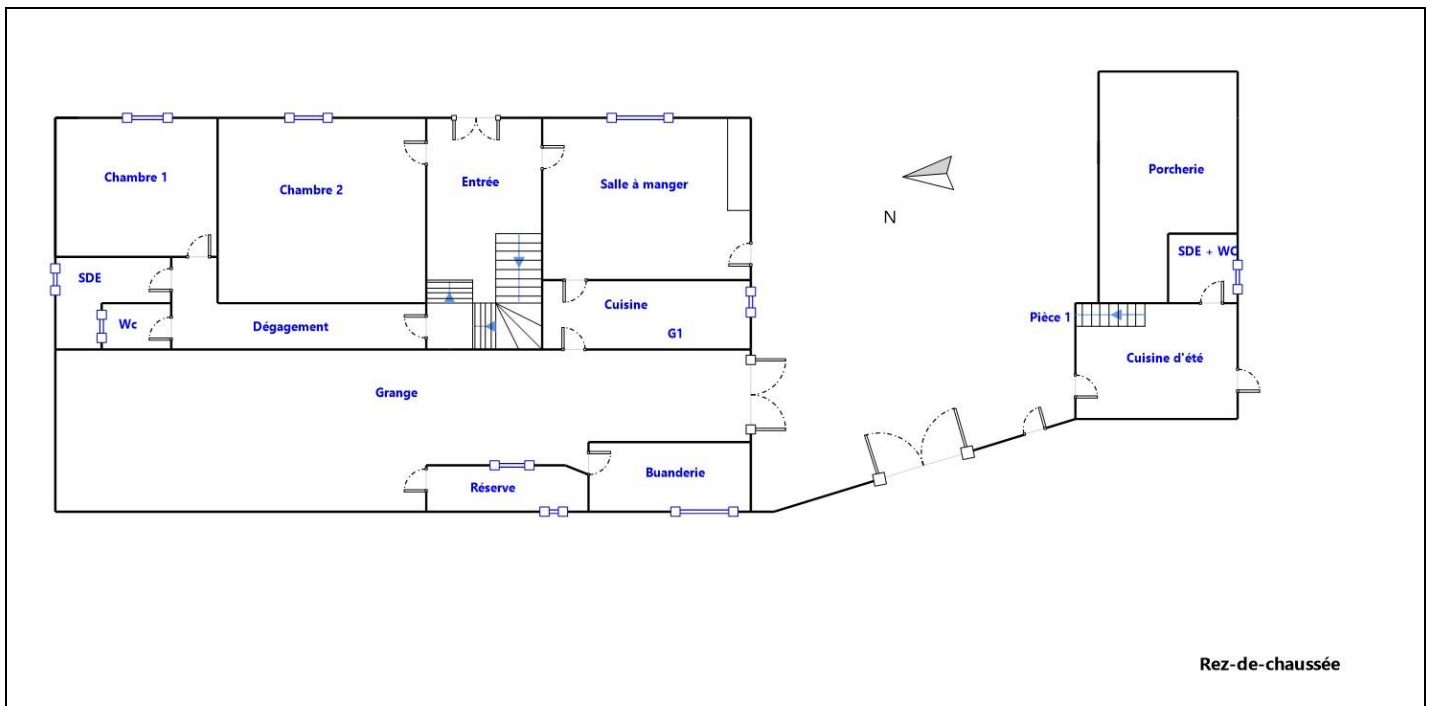 Porcherie
Chambre 1
Chambre 2
Entrée
Salle à manger
N
SDE + WC
SDE
Cuisine
Pièce 1
Wc
Dégagement
G1
Cuisine d'été
Grange
Buanderie
Réserve
Rez-de-chaussée